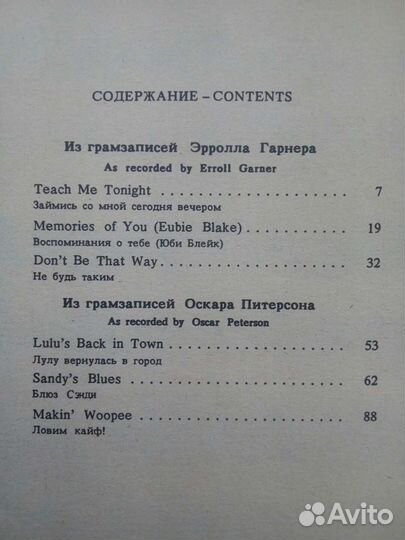 СОДЕРЖАНИЕ – CONTENTS
Из грамзаписей Эрролла Гарнера
As recorded by Erroll Garner
Teach Me Tonight . . . . . . . . . . . . . . . . 7
Займись со мной сегодня вечером
Memories of You (Eubie Blake) . . . . . . . . . 19
Воспоминания о тебе (Юби Блейк)
Don't Be That Way . . . . . . . . . . . . . . . 32
Не будь таким
Из грамзаписей Оскара Питерсона
As recorded by Oscar Peterson
Lulu's Back in Town . . . . . . . . . . . . . . 53
Лулу вернулась в город
Sandy's Blues . . . . . . . . . . . . . . . . . 62
Блюз Сэнди
Makin' Woopee . . . . . . . . . . . . . . . . . 88
Ловим кайф!
Avito